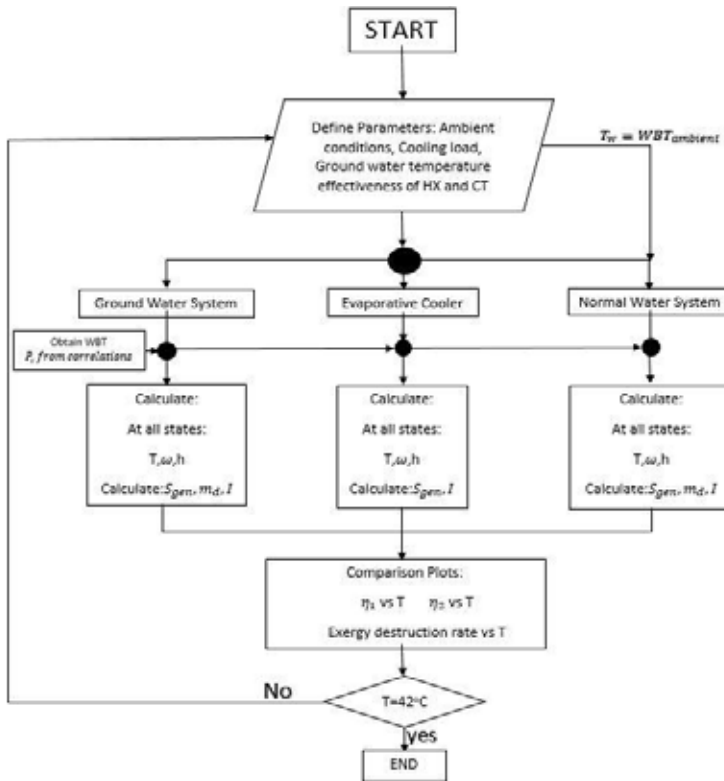 START
Define Parameters: Ambient
conditions, Cooling load,
Ground water temperature
effectiveness of HX and CT
T_w = WBT_ambient
Ground Water System
Evaporative Cooler
Normal Water System
Obtain WBT
P, from correlations
Calculate:
At all states:
T,ω,h
Calculate:S_gen, m_d, I
Calculate:
At all states:
T,ω,h
Calculate:S_gen, I
Calculate:
At all states:
T,ω,h
Calculate:S_gen, m_d, I
Comparison Plots:
η₁ vs T η₂ vs T
Exergy destruction rate vs T
No
T=42°C
yes
END